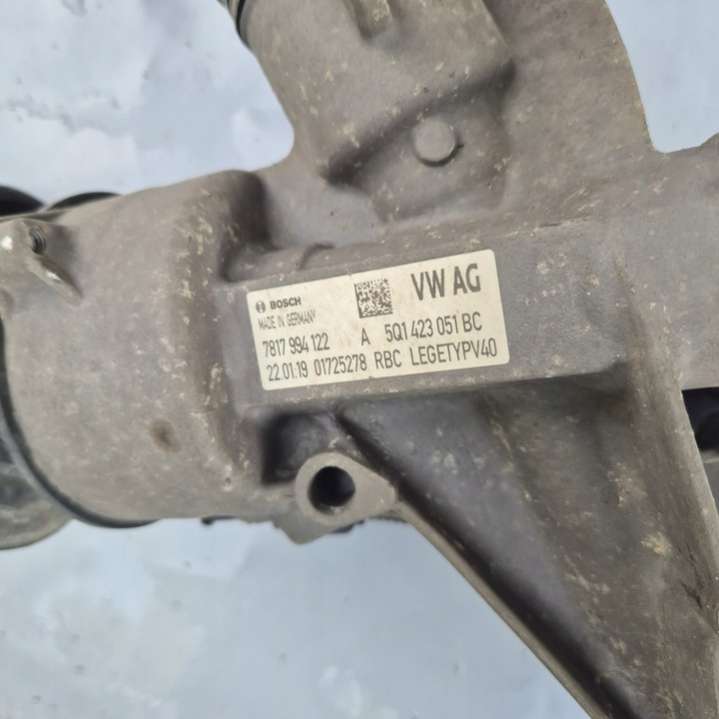 BOSCH VW AG
MADE IN GERMANY
7817 994 122 A 5Q1 423 051 BC
22.01.19 01725278 RBC LEGETYPV40